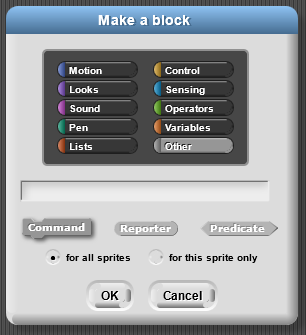 Make a block
Motion Control
Looks Sensing
Sound Operators
Pen Variables
Lists Other
Command Reporter Predicate
for all sprites for this sprite only
OK Cancel